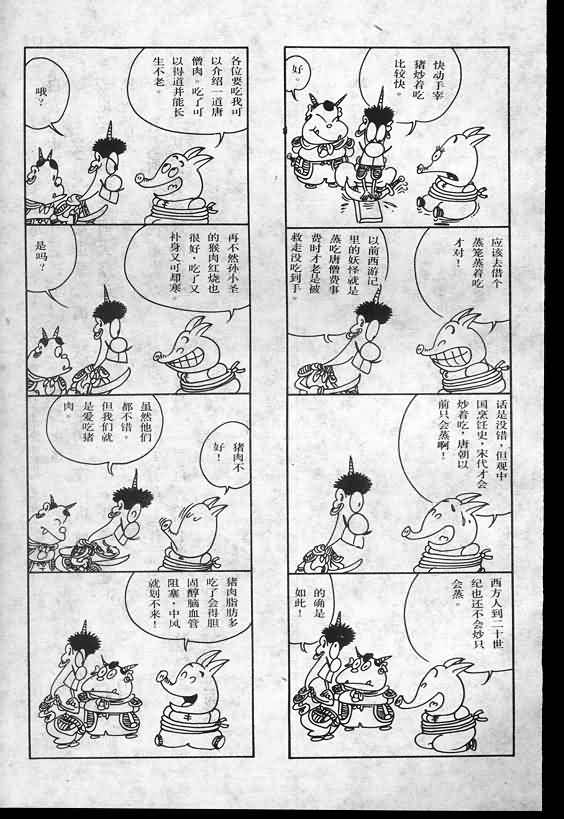 快动手宰
猪炒着吃
比较快。
好。
应该去借个
蒸笼蒸着吃
才对！
以前西游记
里的妖怪就是
蒸吃唐僧费事
费时才老是被
救走没吃到手。
话是没错，但观中
国烹饪史，宋代才会
炒着吃，唐朝以
前只会蒸啊！
西方人到二十世
纪也还不会炒只
会蒸。
的确是
如此！
各位要吃我可
以介绍一道唐
僧肉。吃了可
以得道并能长
生不老。
哦？
再不然孙小圣
的猴肉红烧也
很好，吃了又
补身又可却寒。
是吗？
猪肉不
好！
虽然他们
都不错。
但我们就
是爱吃猪
肉。
猪肉脂肪多
吃了会得胆
固醇脑血管
阻塞，中风
就划不来！